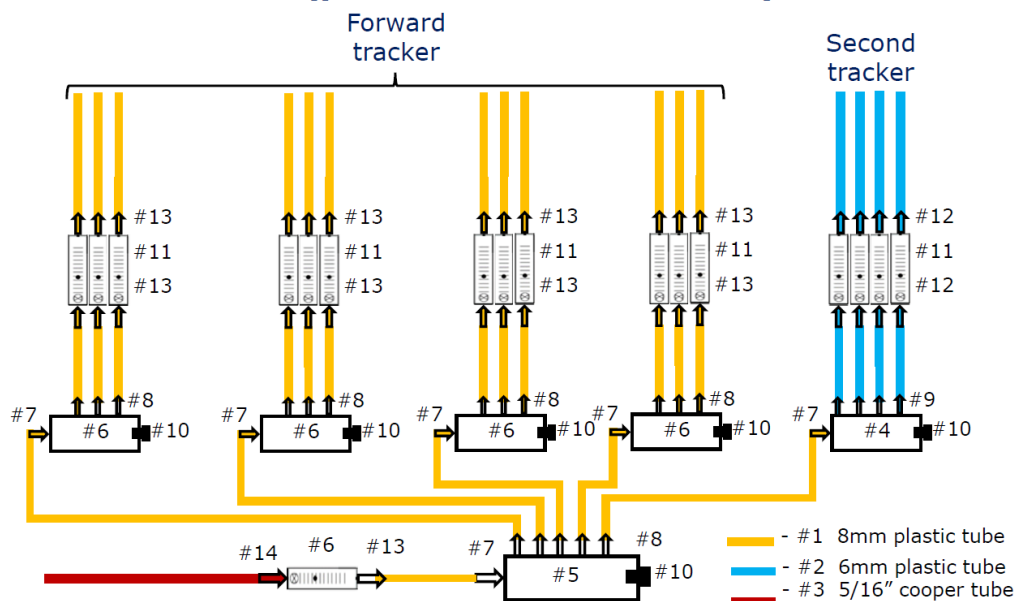 Forward
tracker
Second
tracker
#13 #13 #13 #13 #12
#11 #11 #11 #11 #11
#13 #13 #13 #13 #12
#7 #8 #7 #8 #7 #8 #7 #8 #7 #9
#6 #10 #6 #10 #6 #10 #6 #10 #4 #10
#14 #6 #13 #7 #8
#5 #10
- #1 8mm plastic tube
- #2 6mm plastic tube
- #3 5/16” cooper tube